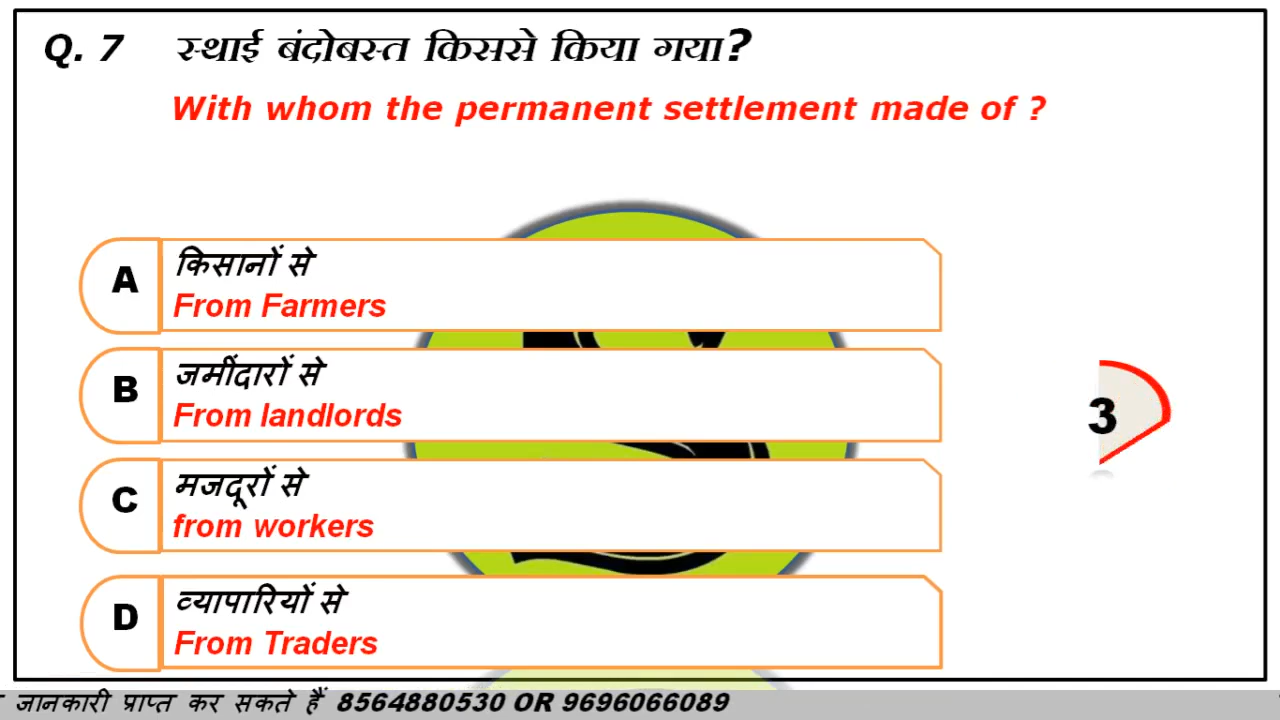 Q. 7 स्थाई बंदोबस्त किससे किया गया?
With whom the permanent settlement made of ?
A किसानों से
From Farmers
B जमींदारों से
From landlords
3
C मजदूरों से
from workers
D व्यापारियों से
From Traders
जानकारी प्राप्त कर सकते हैं 8564880530 OR 9696066089